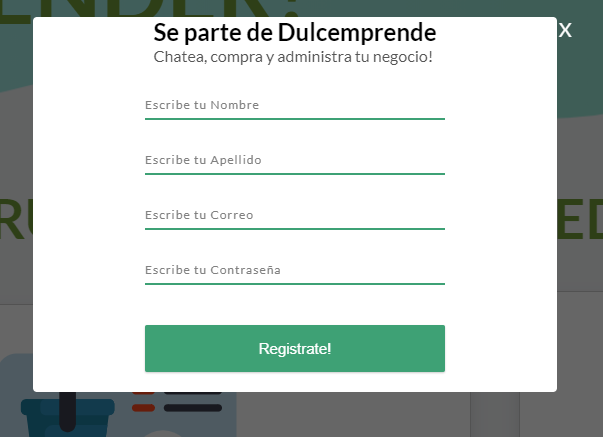 ENDER!
X
Se parte de Dulcemprende
Chatea, compra y administra tu negocio!
Escribe tu Nombre
Escribe tu Apellido
Escribe tu Correo
Escribe tu Contraseña
Registrate!